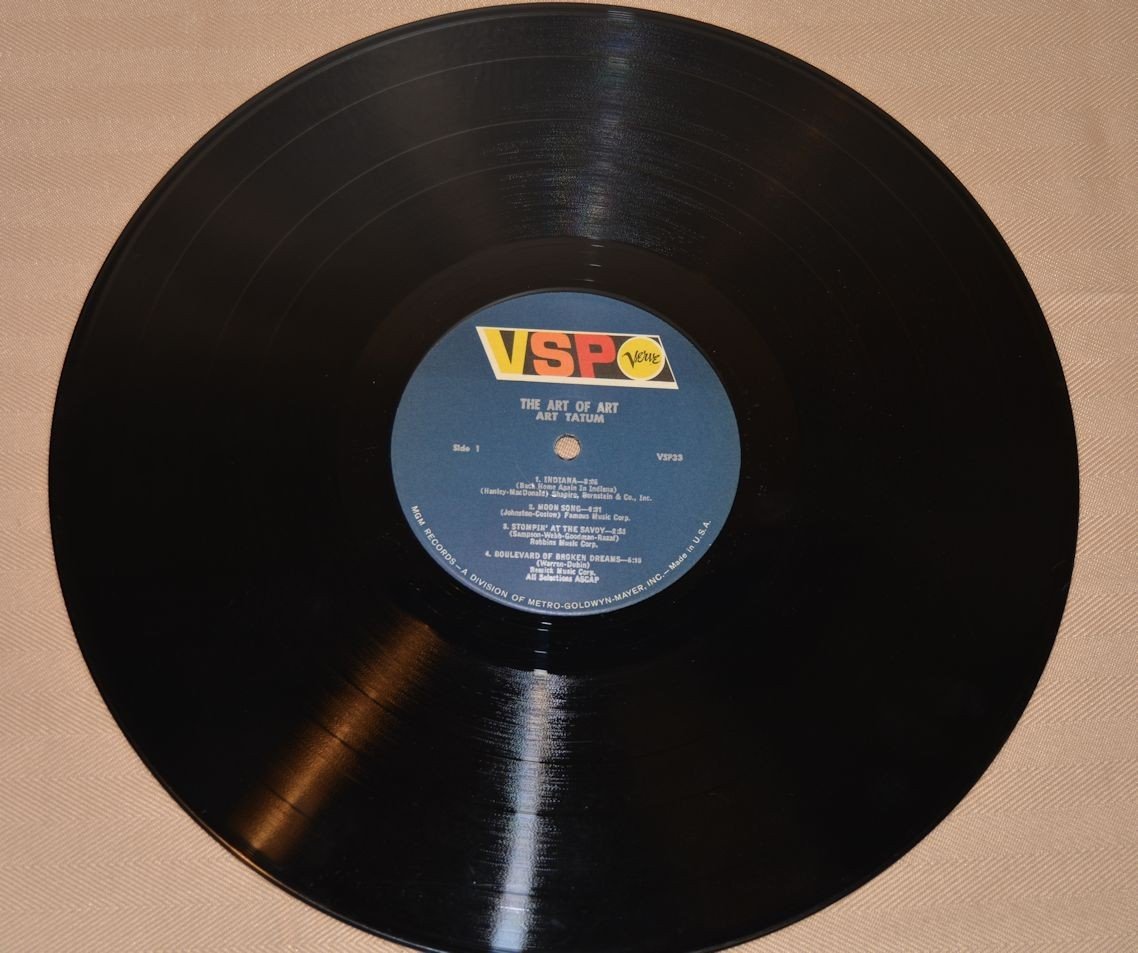 VSP Verve
THE ART OF ART
ART TATUM
Side 1
VSP33
1. INDIANA—
(Back Home Again in Indiana)
(Hanley-MacDonald) Shapiro, Bernstein & Co., Inc.
2. MOON SONG—
(Johnston-Coslow) Famous Music Corp.
3. STOMPIN' AT THE SAVOY—
(Sampson-Webb-Goodman-Razaf)
Robbins Music Corp.
4. BOULEVARD OF BROKEN DREAMS—
(Warren-Dubin)
Remick Music Corp.
All Selections ASCAP
MGM RECORDS—A DIVISION OF METRO-GOLDWYN-MAYER, INC.—Made in U.S.A.